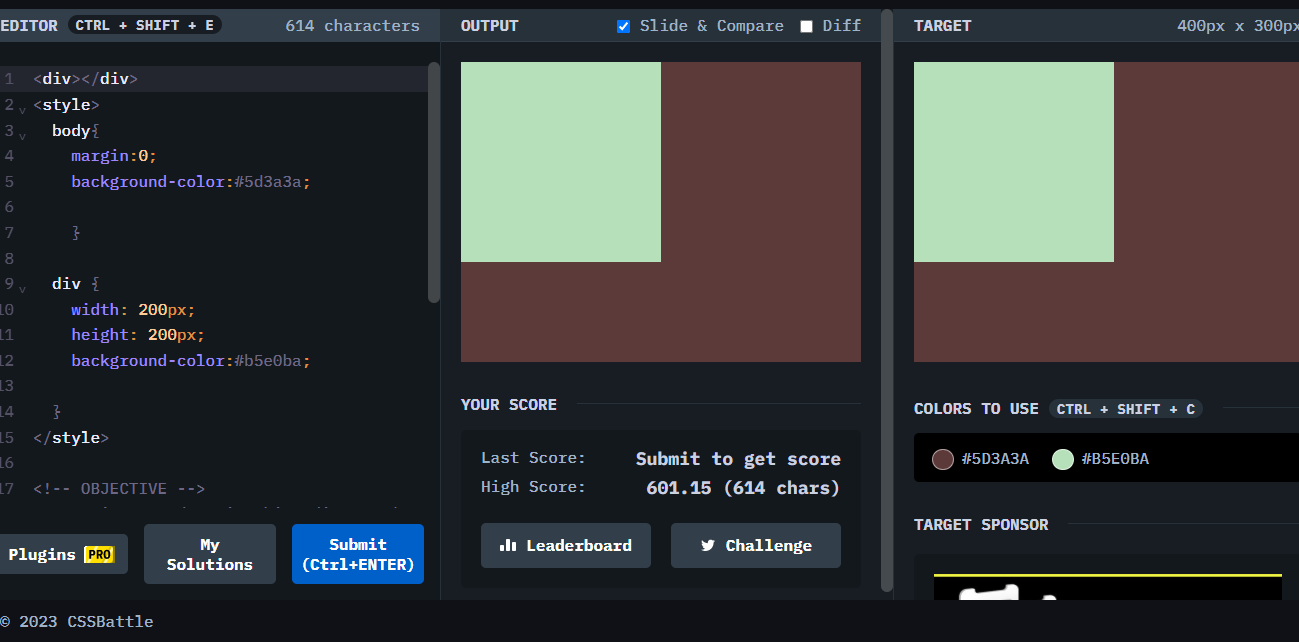 EDITOR CTRL + SHIFT + E 614 characters
1 <div></div>
2 <style>
3 body{
4 margin:0;
5 background-color:#5d3a3a;
6
7 }
8
9 div {
10 width: 200px;
11 height: 200px;
12 background-color:#b5e0ba;
13
14 }
15 </style>
16
17 <!-- OBJECTIVE -->
Plugins PRO
My
Solutions
Submit
(Ctrl+ENTER)
OUTPUT Slide & Compare Diff
YOUR SCORE
Last Score: Submit to get score
High Score: 601.15 (614 chars)
Leaderboard Challenge
TARGET 400px x 300px
COLORS TO USE CTRL + SHIFT + C
#5D3A3A #B5E0BA
TARGET SPONSOR
© 2023 CSSBattle